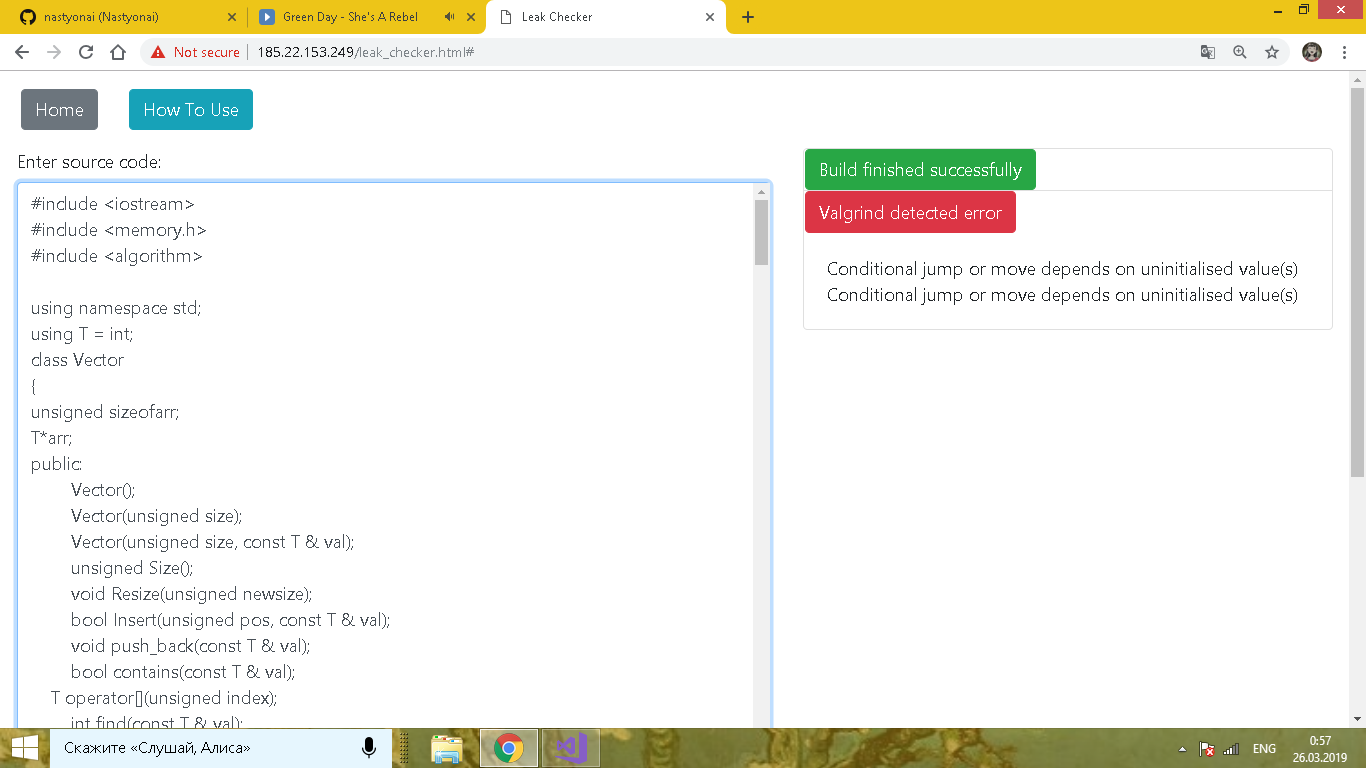 nastyonai (Nastyonai)
Green Day - She's A Rebel
Leak Checker
Not secure
185.22.153.249/leak_checker.html#
Home
How To Use
Enter source code:
#include <iostream>
#include <memory.h>
#include <algorithm>
using namespace std;
using T = int;
class Vector
{
unsigned sizeofarr;
T*arr;
public:
Vector();
Vector(unsigned size);
Vector(unsigned size, const T & val);
unsigned Size();
void Resize(unsigned newsize);
bool Insert(unsigned pos, const T & val);
void push_back(const T & val);
bool contains(const T & val);
T operator[](unsigned index);
int find(const T & val);
Build finished successfully
Valgrind detected error
Conditional jump or move depends on uninitialised value(s)
Conditional jump or move depends on uninitialised value(s)
Скажите «Слушай, Алиса»
ENG
0:57
26.03.2019